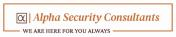 α | Alpha Security Consultants
WE ARE HERE FOR YOU ALWAYS